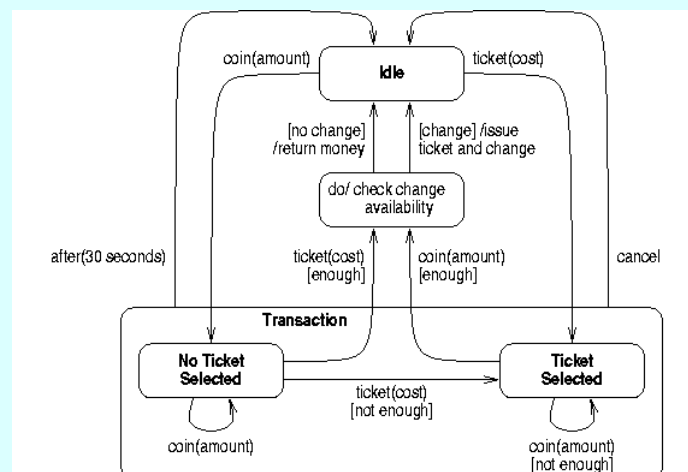 coin(amount)
Idle
ticket(cost)
[no change]
/return money
[change] /issue
ticket and change
do/ check change
availability
after(30 seconds)
ticket(cost)
[enough]
coin(amount)
[enough]
cancel
Transaction
No Ticket
Selected
Ticket
Selected
ticket(cost)
[not enough]
coin(amount)
coin(amount)
[not enough]